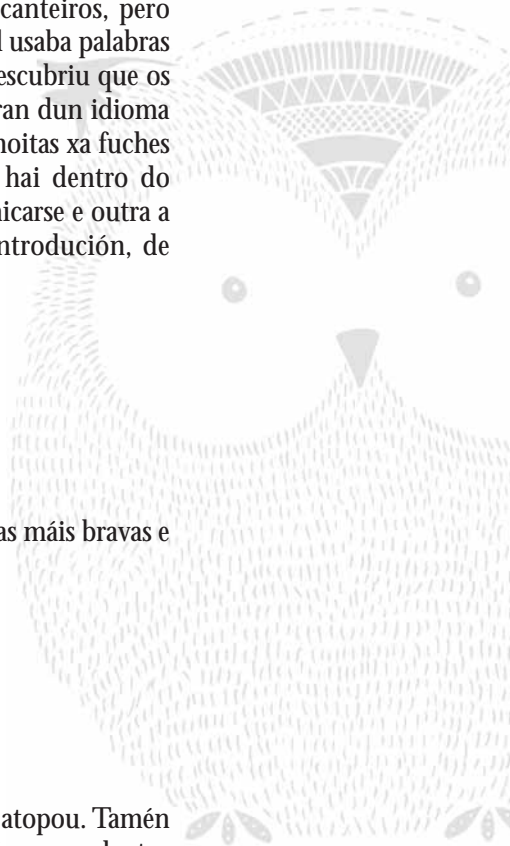 canteiros, pero
usaba palabras
escubriu que os
ran dun idioma
noitas xa fuches
hai dentro do
nicarse e outra a
ntrodución, de
as máis bravas e
atopou. Tamén